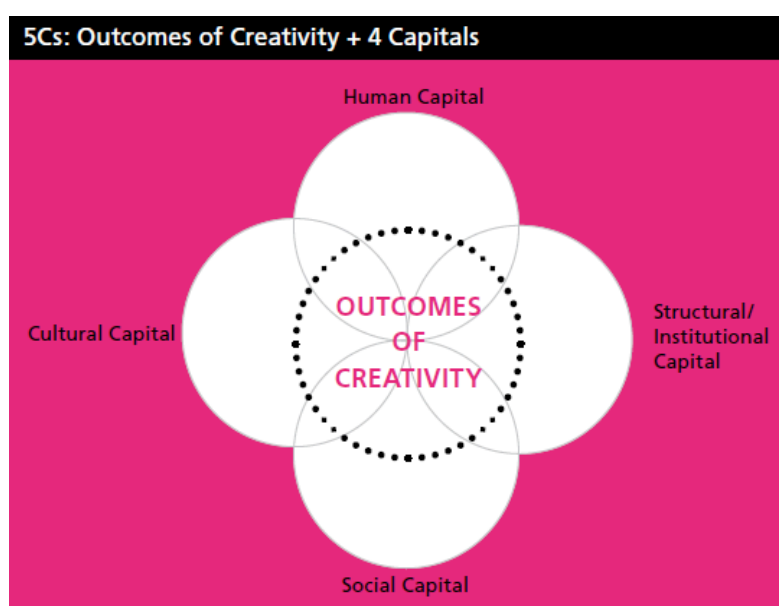 5Cs: Outcomes of Creativity + 4 Capitals
Human Capital
OUTCOMES
OF
CREATIVITY
Cultural Capital
Structural/
Institutional
Capital
Social Capital